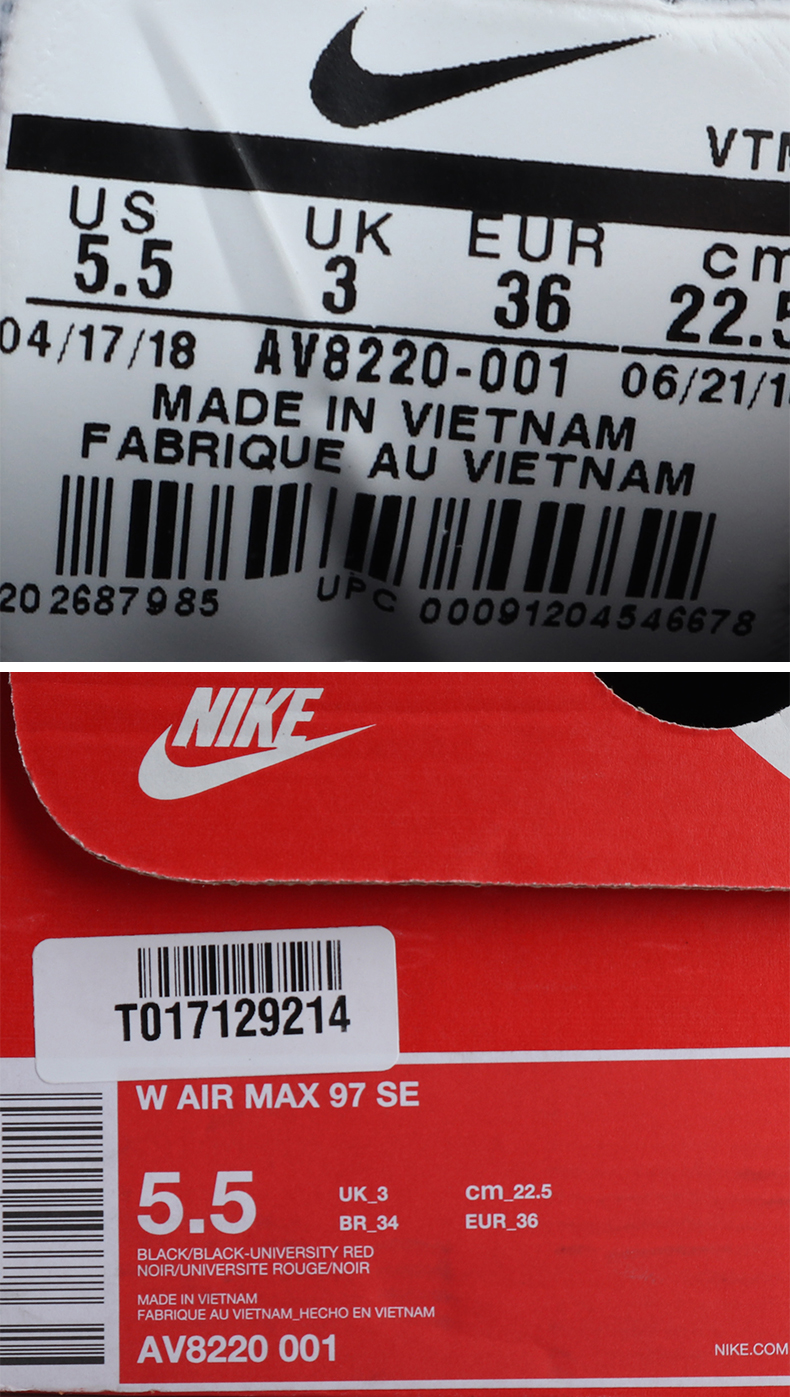 US UK EUR cm
5.5 3 36 22.5
04/17/18 AV8220-001
MADE IN VIETNAM
FABRIQUE AU VIETNAM
UPC 00091204546678
NIKE
T017129214
W AIR MAX 97 SE
5.5 UK_3 cm_22.5
BR_34 EUR_36
BLACK/BLACK-UNIVERSITY RED
NOIR/UNIVERSITE ROUGE/NOIR
MADE IN VIETNAM
FABRIQUE AU VIETNAM_HECHO EN VIETNAM
AV8220 001
NIKE.COM